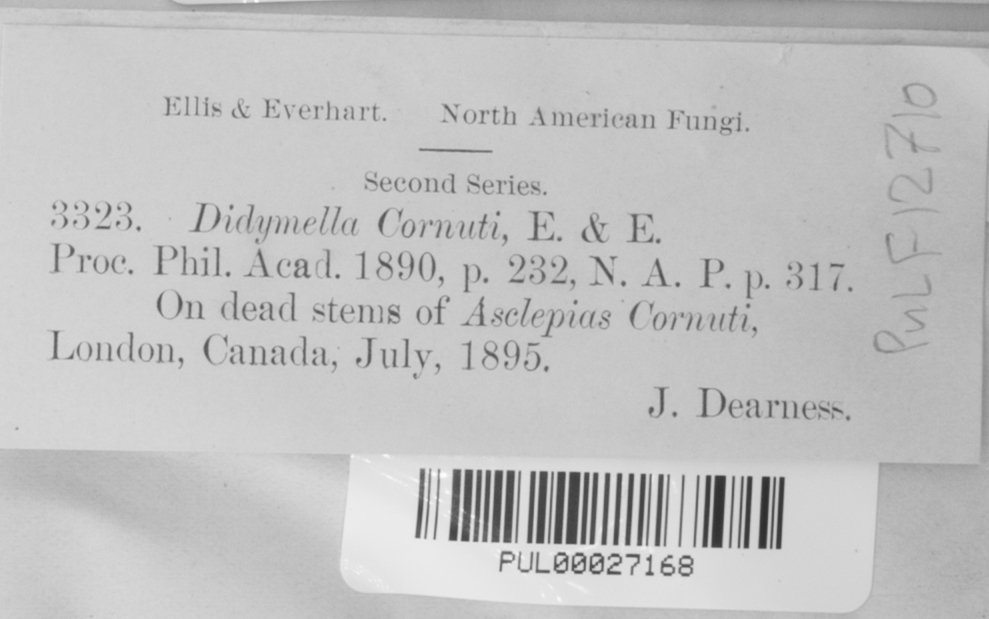 Ellis & Everhart. North American Fungi.
Second Series.
3323. Didymella Cornuti, E. & E.
Proc. Phil. Acad. 1890, p. 232, N. A. P. p. 317.
On dead stems of Asclepias Cornuti,
London, Canada, July, 1895.
J. Dearness.
PUL F12710
PUL00027168